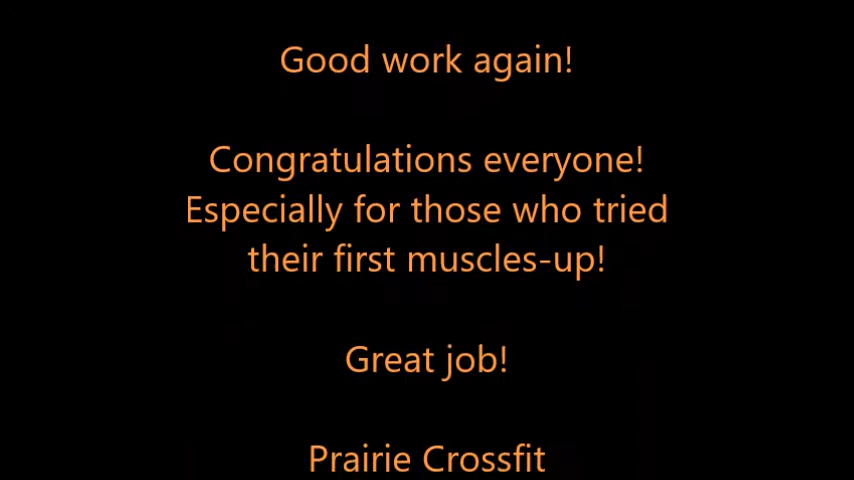 Good work again!
Congratulations everyone!
Especially for those who tried
their first muscles-up!
Great job!
Prairie Crossfit